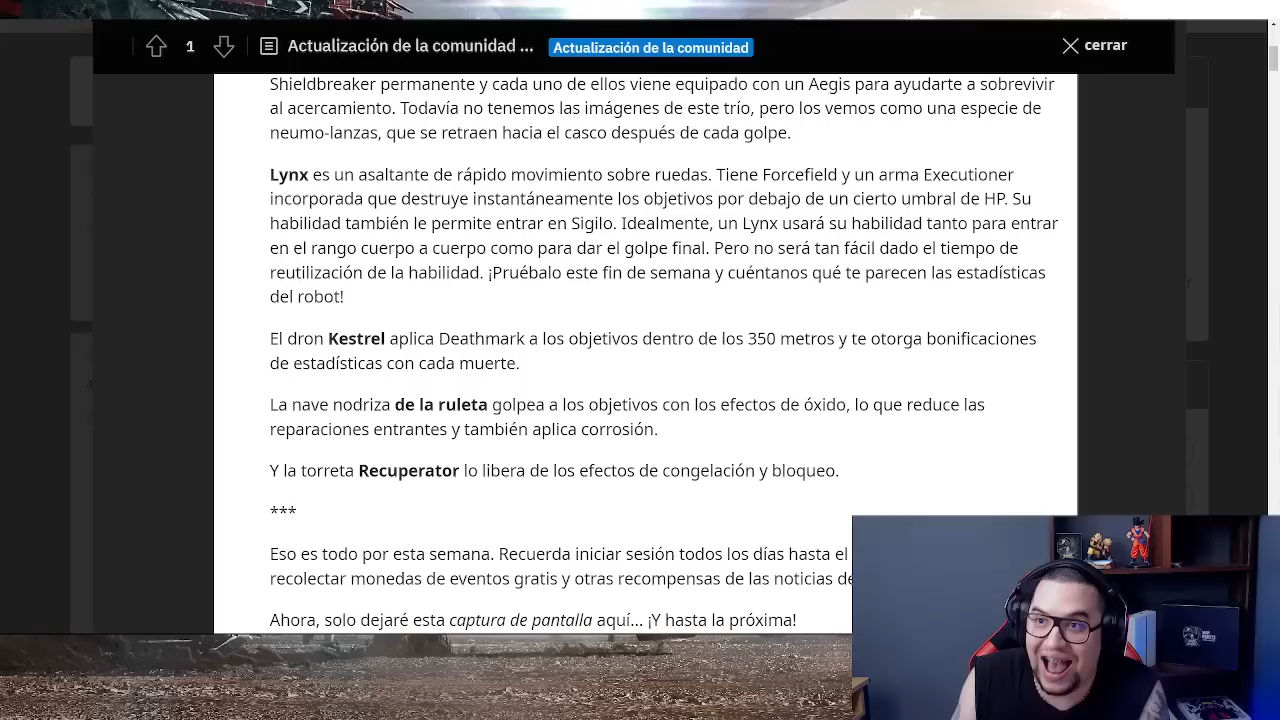 1
Actualización de la comunidad ...
Actualización de la comunidad
cerrar
Shieldbreaker permanente y cada uno de ellos viene equipado con un Aegis para ayudarte a sobrevivir
al acercamiento. Todavía no tenemos las imágenes de este trío, pero los vemos como una especie de
neumo-lanzas, que se retraen hacia el casco después de cada golpe.
Lynx es un asaltante de rápido movimiento sobre ruedas. Tiene Forcefield y un arma Executioner
incorporada que destruye instantáneamente los objetivos por debajo de un cierto umbral de HP. Su
habilidad también le permite entrar en Sigilo. Idealmente, un Lynx usará su habilidad tanto para entrar
en el rango cuerpo a cuerpo como para dar el golpe final. Pero no será tan fácil dado el tiempo de
reutilización de la habilidad. ¡Pruébalo este fin de semana y cuéntanos qué te parecen las estadísticas
del robot!
El dron Kestrel aplica Deathmark a los objetivos dentro de los 350 metros y te otorga bonificaciones
de estadísticas con cada muerte.
La nave nodriza de la ruleta golpea a los objetivos con los efectos de óxido, lo que reduce las
reparaciones entrantes y también aplica corrosión.
Y la torreta Recuperator lo libera de los efectos de congelación y bloqueo.
***
Eso es todo por esta semana. Recuerda iniciar sesión todos los días hasta el
recolectar monedas de eventos gratis y otras recompensas de las noticias de
Ahora, solo dejaré esta captura de pantalla aquí... ¡Y hasta la próxima!